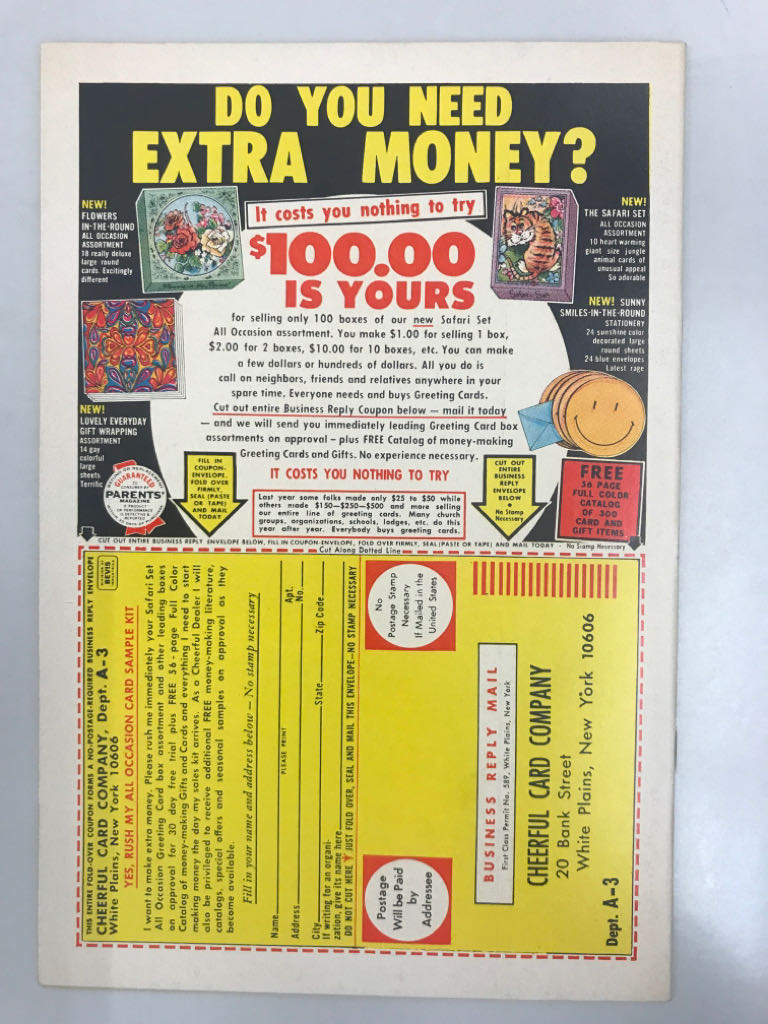 DO YOU NEED
EXTRA MONEY?
NEW!
FLOWERS
IN-THE-ROUND
ALL OCCASION
ASSORTMENT
18 really deluxe
large round
cards. Excitingly
different
It costs you nothing to try
NEW!
THE SAFARI SET
ALL OCCASION
ASSORTMENT
10 heart warming
giant size jungle
animal cards of
unusual appeal
So adorable
$100.00
IS YOURS
for selling only 100 boxes of our new Safari Set
All Occasion assortment. You make $1.00 for selling 1 box,
$2.00 for 2 boxes, $10.00 for 10 boxes, etc. You can make
a few dollars or hundreds of dollars. All you do is
call on neighbors, friends and relatives anywhere in your
spare time. Everyone needs and buys Greeting Cards.
Cut out entire Business Reply Coupon below — mail it today
— and we will send you immediately leading Greeting Card box
assortments on approval — plus FREE Catalog of money-making
Greeting Cards and Gifts. No experience necessary.
IT COSTS YOU NOTHING TO TRY
NEW! SUNNY
SMILES-IN-THE-ROUND
STATIONERY
24 sunshine color
decorated large
round sheets
24 blue envelopes
Latest rage
NEW!
LOVELY EVERYDAY
GIFT WRAPPING
ASSORTMENT
14 gay
colorful
large
sheets
Terrific
GUARANTEED
PARENTS'
MAGAZINE
FILL IN
COUPON-
ENVELOPE,
FOLD OVER
FIRMLY,
SEAL (PASTE
OR TAPE)
AND MAIL
TODAY
Last year some folks made only $25 to $50 while
others made $150—$250—$500 and more selling
our entire line of greeting cards. Many church
groups, organizations, schools, lodges, etc. do this
year after year. Everybody buys greeting cards.
CUT OUT
ENTIRE
BUSINESS
REPLY
ENVELOPE
BELOW
No Stamp
Necessary
FREE
36 PAGE
FULL COLOR
CATALOG
OF 300
CARD AND
GIFT ITEMS
CUT OUT ENTIRE BUSINESS REPLY ENVELOPE BELOW, FILL IN COUPON-ENVELOPE, FOLD OVER FIRMLY, SEAL (PASTE OR TAPE) AND MAIL TODAY - No Stamp Necessary
Cut Along Dotted Line
THIS ENTIRE FOLD-OVER COUPON FORMS A NO-POSTAGE-REQUIRED BUSINESS REPLY ENVELOPE
CHEERFUL CARD COMPANY, Dept. A-3
White Plains, New York 10606
DIVISION OF
BEVIS
INDUSTRIES
YES, RUSH MY ALL OCCASION CARD SAMPLE KIT
I want to make extra money. Please rush me immediately your Safari Set
All Occasion Greeting Card box assortment and other leading boxes
on approval for 30 day free trial plus FREE 36-page Full Color
Catalog of money-making Gifts and Cards and everything I need to start
making money the day my sales kit arrives. As a Cheerful Dealer I will
also be privileged to receive additional FREE money-making literature,
catalogs, special offers and seasonal samples on approval as they
become available.
Fill in your name and address below — No stamp necessary
Name
PLEASE PRINT
Address
Apt.
No.
City
State
Zip Code
If writing for an organi-
zation, give its name here
DO NOT CUT HERE JUST FOLD OVER, SEAL AND MAIL THIS ENVELOPE—NO STAMP NECESSARY
Postage
Will be Paid
by
Addressee
No
Postage Stamp
Necessary
If Mailed in the
United States
BUSINESS REPLY MAIL
First Class Permit No. 589, White Plains, New York
CHEERFUL CARD COMPANY
20 Bank Street
White Plains, New York 10606
Dept. A-3